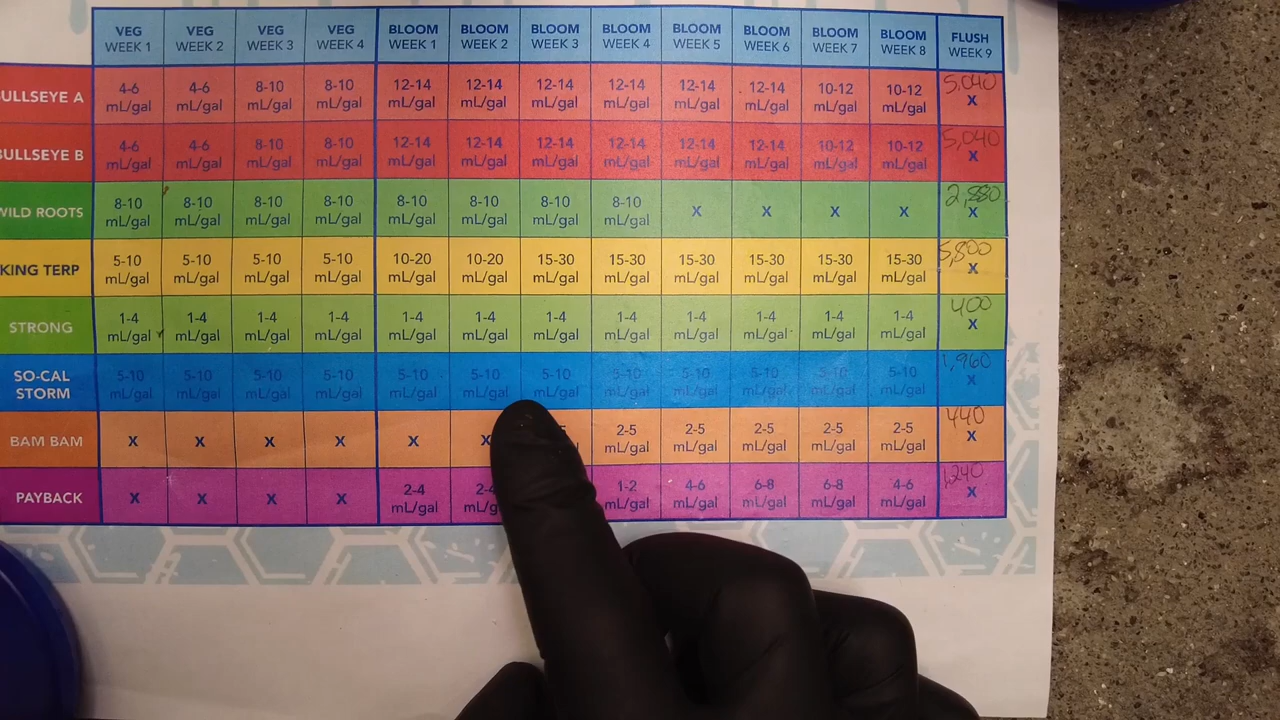 VEG WEEK 1 VEG WEEK 2 VEG WEEK 3 VEG WEEK 4 BLOOM WEEK 1 BLOOM WEEK 2 BLOOM WEEK 3 BLOOM WEEK 4 BLOOM WEEK 5 BLOOM WEEK 6 BLOOM WEEK 7 BLOOM WEEK 8 FLUSH WEEK 9
ULLSEYE A 4-6 mL/gal 4-6 mL/gal 8-10 mL/gal 8-10 mL/gal 12-14 mL/gal 12-14 mL/gal 12-14 mL/gal 12-14 mL/gal 12-14 mL/gal 12-14 mL/gal 10-12 mL/gal 10-12 mL/gal 5,040 X
ULLSEYE B 4-6 mL/gal 4-6 mL/gal 8-10 mL/gal 8-10 mL/gal 12-14 mL/gal 12-14 mL/gal 12-14 mL/gal 12-14 mL/gal 12-14 mL/gal 12-14 mL/gal 10-12 mL/gal 10-12 mL/gal 5,040 X
WILD ROOTS 8-10 mL/gal 8-10 mL/gal 8-10 mL/gal 8-10 mL/gal 8-10 mL/gal 8-10 mL/gal 8-10 mL/gal 8-10 mL/gal X X X X 2,880 X
KING TERP 5-10 mL/gal 5-10 mL/gal 5-10 mL/gal 5-10 mL/gal 10-20 mL/gal 10-20 mL/gal 15-30 mL/gal 15-30 mL/gal 15-30 mL/gal 15-30 mL/gal 15-30 mL/gal 15-30 mL/gal 5,800 X
STRONG 1-4 mL/gal 1-4 mL/gal 1-4 mL/gal 1-4 mL/gal 1-4 mL/gal 1-4 mL/gal 1-4 mL/gal 1-4 mL/gal 1-4 mL/gal 1-4 mL/gal 1-4 mL/gal 1-4 mL/gal 400 X
SO-CAL STORM 5-10 mL/gal 5-10 mL/gal 5-10 mL/gal 5-10 mL/gal 5-10 mL/gal 5-10 mL/gal 5-10 mL/gal 5-10 mL/gal 5-10 mL/gal 5-10 mL/gal 5-10 mL/gal 5-10 mL/gal 1,960 X
BAM BAM X X X X X X 2-5 mL/gal 2-5 mL/gal 2-5 mL/gal 2-5 mL/gal 2-5 mL/gal 440 X
PAYBACK X X X X 2-4 mL/gal 1-2 mL/gal 4-6 mL/gal 6-8 mL/gal 6-8 mL/gal 4-6 mL/gal 1,240 X